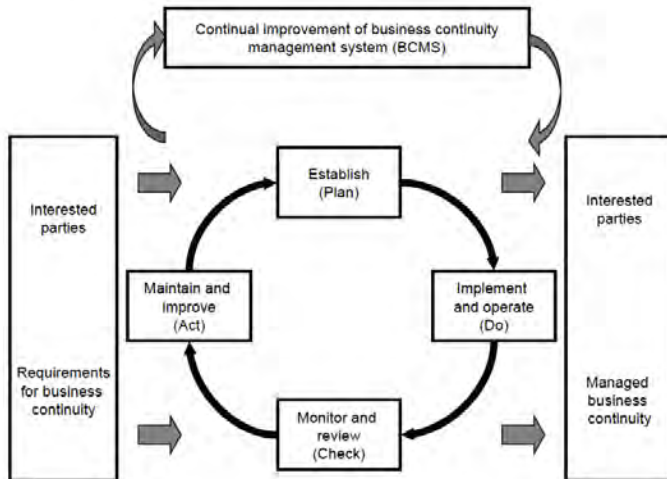 Continual improvement of business continuity
management system (BCMS)
Establish
(Plan)
Interested
parties
Interested
parties
Maintain and
improve
(Act)
Implement
and operate
(Do)
Requirements
for business
continuity
Managed
business
continuity
Monitor and
review
(Check)